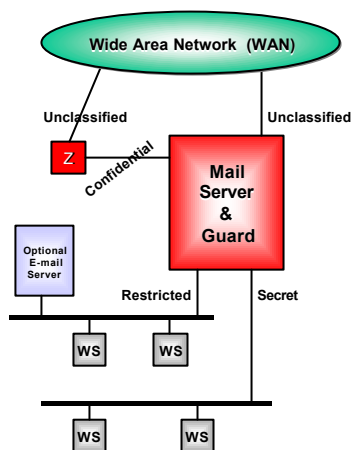 Wide Area Network (WAN)
Unclassified
Unclassified
Z
Confidential
Mail
Server
&
Guard
Optional
E-mail
Server
Restricted
Secret
WS
WS
WS
WS